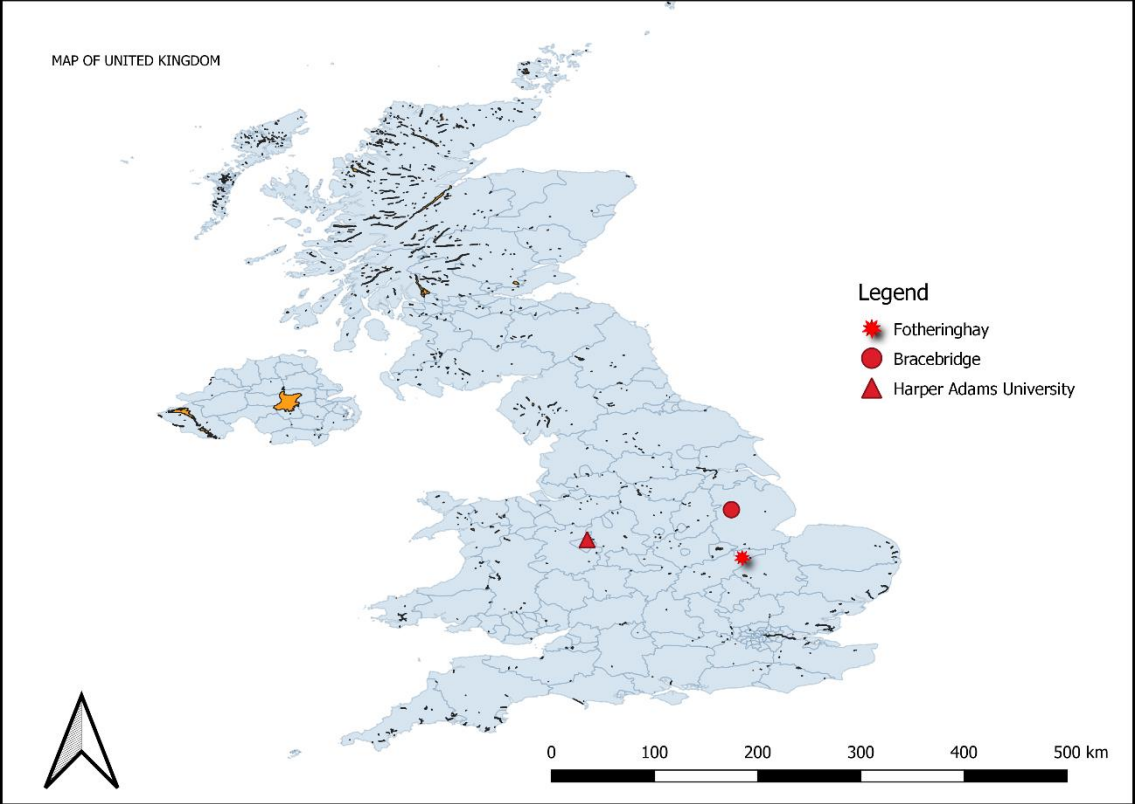 MAP OF UNITED KINGDOM
Legend
Fotheringhay
Bracebridge
Harper Adams University
0 100 200 300 400 500 km